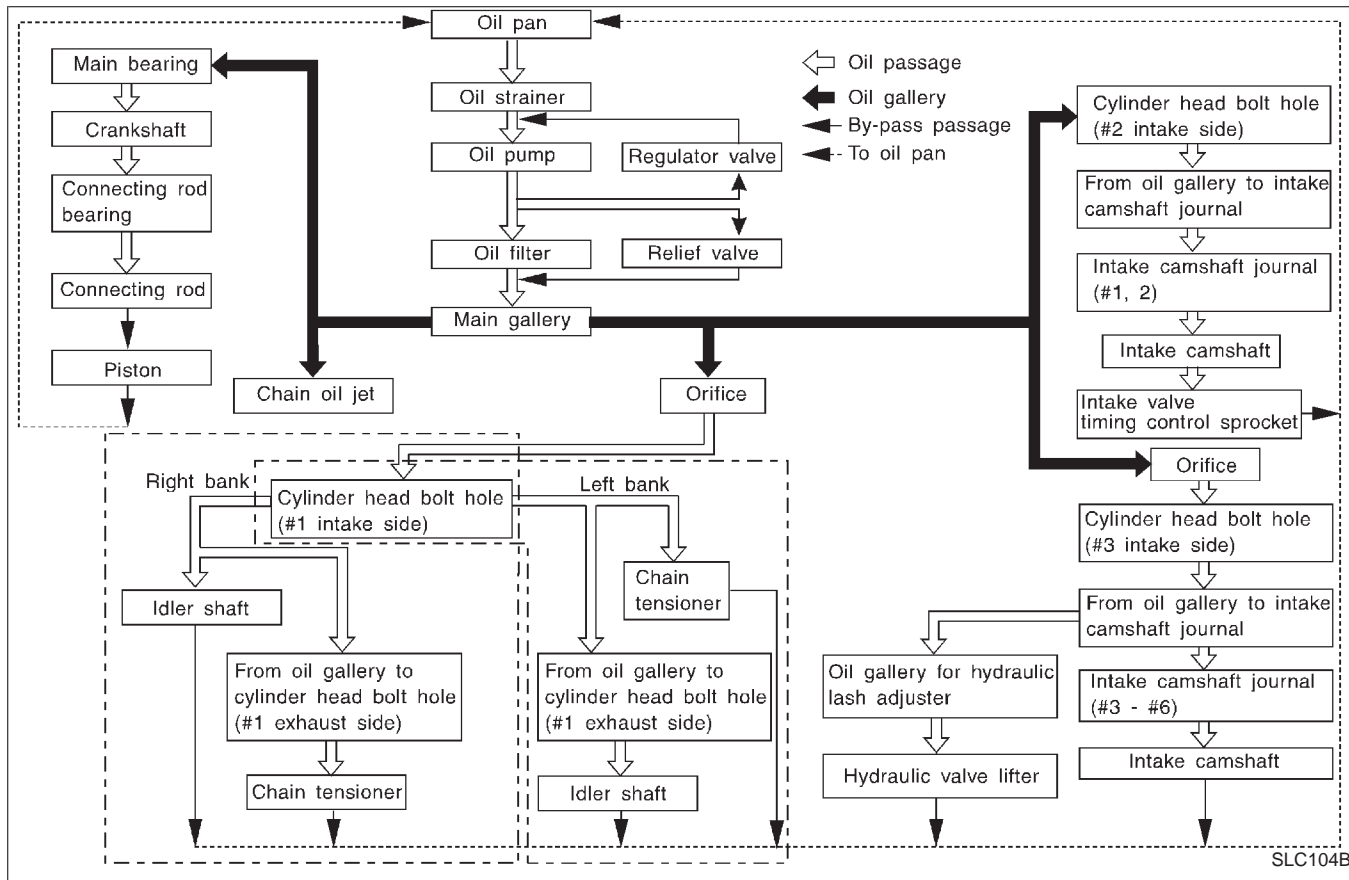 Oil pan
Main bearing
Oil passage
Oil strainer
Oil gallery
Cylinder head bolt hole
(#2 intake side)
Crankshaft
By-pass passage
Oil pump
Regulator valve
To oil pan
Connecting rod
bearing
From oil gallery to intake
camshaft journal
Oil filter
Relief valve
Intake camshaft journal
(#1, 2)
Connecting rod
Main gallery
Intake camshaft
Piston
Chain oil jet
Orifice
Intake valve
timing control sprocket
Orifice
Right bank
Left bank
Cylinder head bolt hole
(#1 intake side)
Cylinder head bolt hole
(#3 intake side)
Idler shaft
Chain
tensioner
From oil gallery to intake
camshaft journal
From oil gallery to
cylinder head bolt hole
(#1 exhaust side)
From oil gallery to
cylinder head bolt hole
(#1 exhaust side)
Oil gallery for hydraulic
lash adjuster
Intake camshaft journal
(#3 - #6)
Chain tensioner
Idler shaft
Hydraulic valve lifter
Intake camshaft
SLC104B